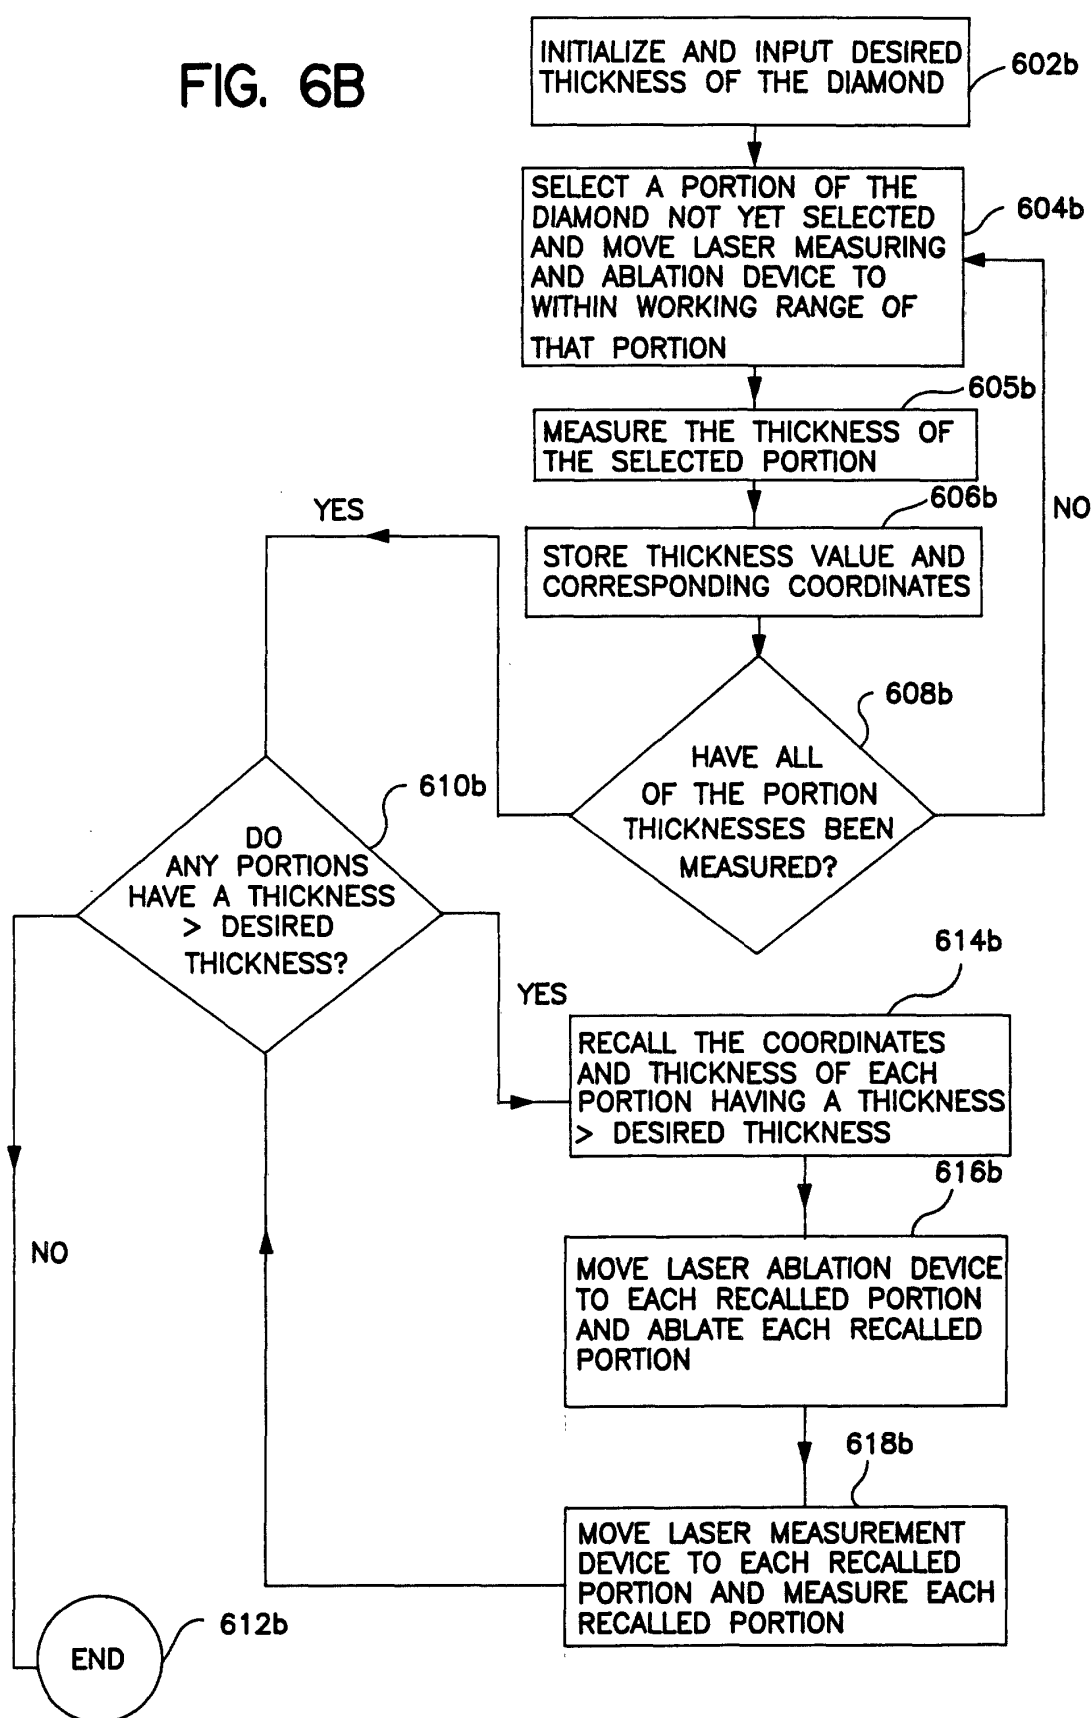 FIG. 6B
INITIALIZE AND INPUT DESIRED
THICKNESS OF THE DIAMOND
602b
SELECT A PORTION OF THE
DIAMOND NOT YET SELECTED
AND MOVE LASER MEASURING
AND ABLATION DEVICE TO
WITHIN WORKING RANGE OF
THAT PORTION
604b
605b
MEASURE THE THICKNESS OF
THE SELECTED PORTION
606b
STORE THICKNESS VALUE AND
CORRESPONDING COORDINATES
YES
NO
608b
HAVE ALL
OF THE PORTION
THICKNESSES BEEN
MEASURED?
610b
DO
ANY PORTIONS
HAVE A THICKNESS
> DESIRED
THICKNESS?
YES
614b
RECALL THE COORDINATES
AND THICKNESS OF EACH
PORTION HAVING A THICKNESS
> DESIRED THICKNESS
616b
NO
MOVE LASER ABLATION DEVICE
TO EACH RECALLED PORTION
AND ABLATE EACH RECALLED
PORTION
618b
MOVE LASER MEASUREMENT
DEVICE TO EACH RECALLED
PORTION AND MEASURE EACH
RECALLED PORTION
612b
END